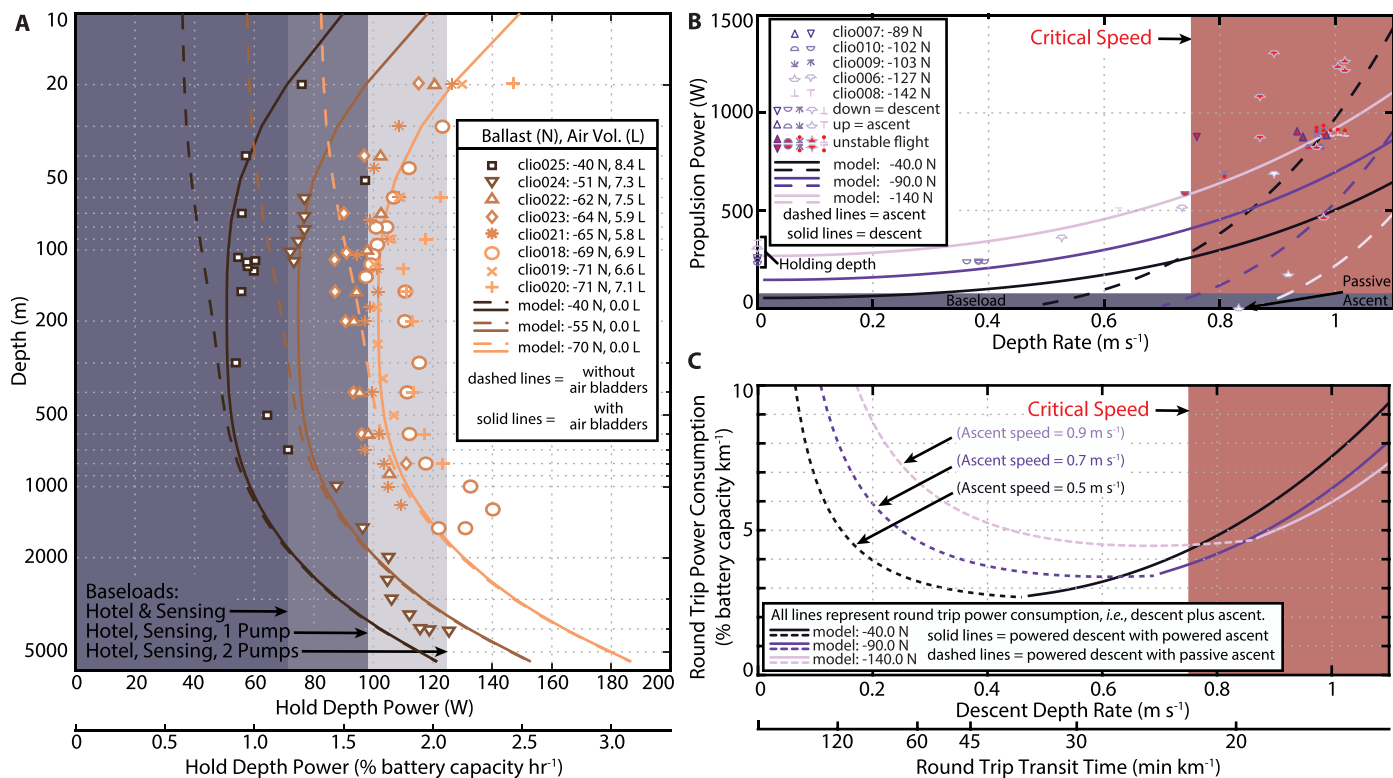 A
10
20
50
100
200
500
1000
2000
5000
Depth (m)
Ballast (N), Air Vol. (L)
clio025: -40 N, 8.4 L
clio024: -51 N, 7.3 L
clio022: -62 N, 7.5 L
clio023: -64 N, 5.9 L
clio021: -65 N, 5.8 L
clio018: -69 N, 6.9 L
clio019: -71 N, 6.6 L
clio020: -71 N, 7.1 L
model: -40 N, 0.0 L
model: -55 N, 0.0 L
model: -70 N, 0.0 L
dashed lines = without air bladders
solid lines = with air bladders
Baseloads:
Hotel & Sensing
Hotel, Sensing, 1 Pump
Hotel, Sensing, 2 Pumps
0 20 40 60 80 100 120 140 160 180 200
Hold Depth Power (W)
0 0.5 1.0 1.5 2.0 2.5 3.0
Hold Depth Power (% battery capacity hr⁻¹)
B
1500
1000
500
0
Propulsion Power (W)
clio007: -89 N
clio010: -102 N
clio009: -103 N
clio006: -127 N
clio008: -142 N
down = descent
up = ascent
unstable flight
model: -40.0 N
model: -90.0 N
model: -140 N
dashed lines = ascent
solid lines = descent
Critical Speed
Holding depth
Baseload
Passive
Ascent
0 0.2 0.4 0.6 0.8 1
Depth Rate (m s⁻¹)
C
10
5
0
Round Trip Power Consumption
(% battery capacity km⁻¹)
Critical Speed
(Ascent speed = 0.9 m s⁻¹)
(Ascent speed = 0.7 m s⁻¹)
(Ascent speed = 0.5 m s⁻¹)
All lines represent round trip power consumption, i.e., descent plus ascent.
model: -40.0 N
model: -90.0 N
model: -140.0 N
solid lines = powered descent with powered ascent
dashed lines = powered descent with passive ascent
0 0.2 0.4 0.6 0.8 1
Descent Depth Rate (m s⁻¹)
120 60 45 30 20
Round Trip Transit Time (min km⁻¹)